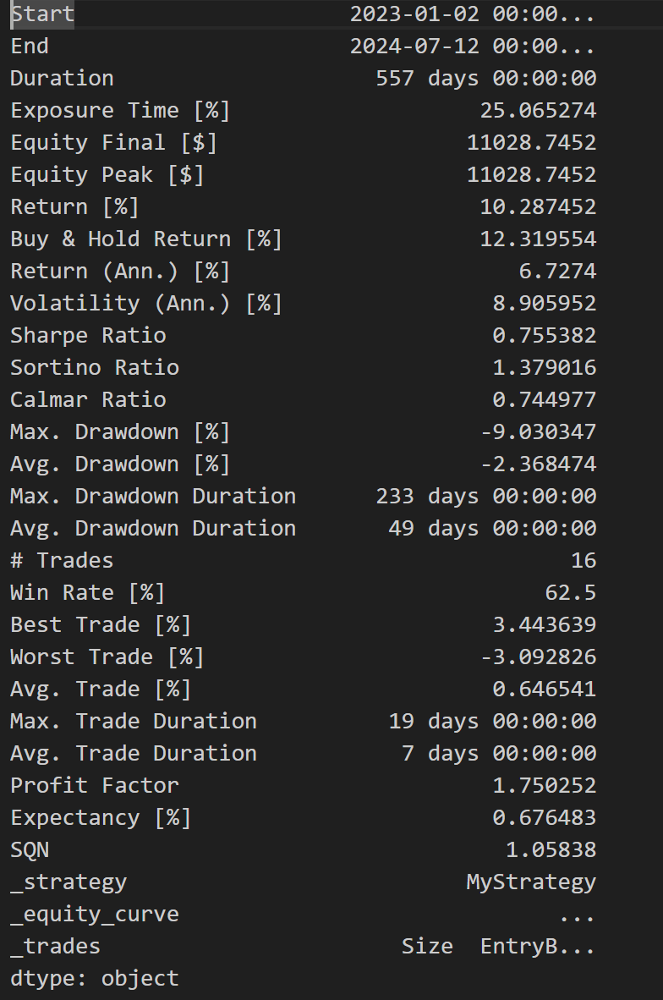 Start 2023-01-02 00:00...
End 2024-07-12 00:00...
Duration 557 days 00:00:00
Exposure Time [%] 25.065274
Equity Final [$] 11028.7452
Equity Peak [$] 11028.7452
Return [%] 10.287452
Buy & Hold Return [%] 12.319554
Return (Ann.) [%] 6.7274
Volatility (Ann.) [%] 8.905952
Sharpe Ratio 0.755382
Sortino Ratio 1.379016
Calmar Ratio 0.744977
Max. Drawdown [%] -9.030347
Avg. Drawdown [%] -2.368474
Max. Drawdown Duration 233 days 00:00:00
Avg. Drawdown Duration 49 days 00:00:00
# Trades 16
Win Rate [%] 62.5
Best Trade [%] 3.443639
Worst Trade [%] -3.092826
Avg. Trade [%] 0.646541
Max. Trade Duration 19 days 00:00:00
Avg. Trade Duration 7 days 00:00:00
Profit Factor 1.750252
Expectancy [%] 0.676483
SQN 1.05838
_strategy MyStrategy
_equity_curve ...
_trades Size EntryB...
dtype: object